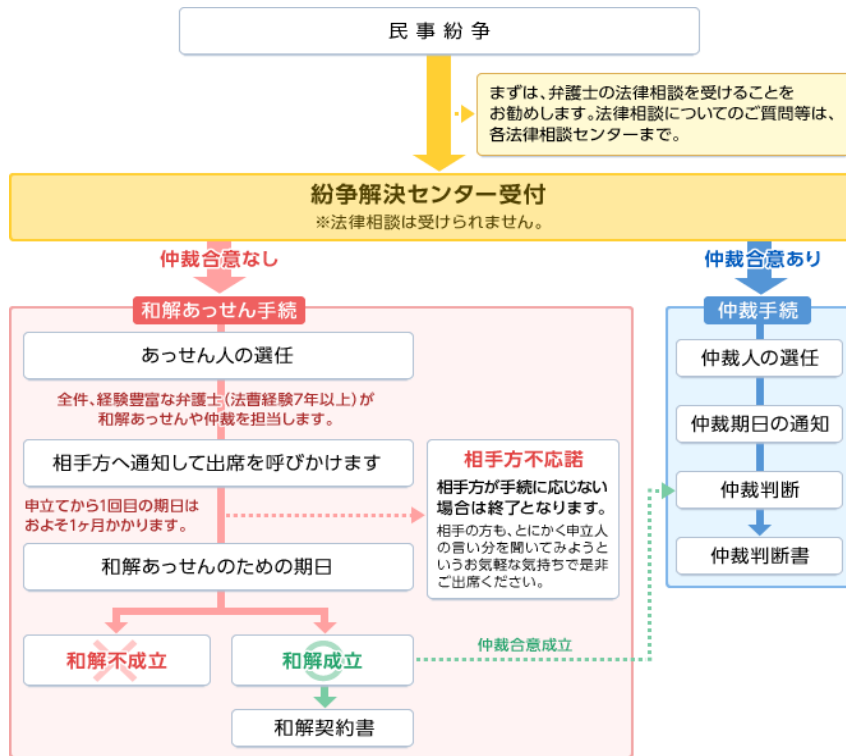 民事紛争
まずは、弁護士の法律相談を受けることを
お勧めします。法律相談についてのご質問等は、
各法律相談センターまで。
紛争解決センター受付
※法律相談は受けられません。
仲裁合意なし
仲裁合意あり
和解あっせん手続
あっせん人の選任
全件、経験豊富な弁護士(法曹経験7年以上)が
和解あっせんや仲裁を担当します。
相手方へ通知して出席を呼びかけます
申立てから1回目の期日は
およそ1ヶ月かかります。
相手方不応諾
相手方が手続に応じない
場合は終了となります。
相手の方も、とにかく申立人
の言い分を聞いてみようと
いうお気軽な気持ちで是非
ご出席ください。
和解あっせんのための期日
和解不成立
和解成立
仲裁合意成立
和解契約書
仲裁手続
仲裁人の選任
仲裁期日の通知
仲裁判断
仲裁判断書